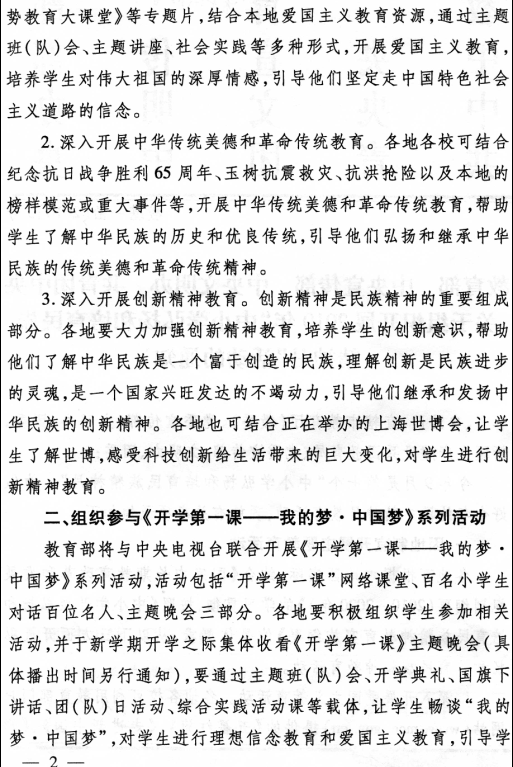 势教育大课堂》等专题片，结合本地爱国主义教育资源，通过主题
班(队)会、主题讲座、社会实践等多种形式，开展爱国主义教育，
培养学生对伟大祖国的深厚情感，引导他们坚定走中国特色社会
主义道路的信念。
2. 深入开展中华传统美德和革命传统教育。各地各校可结合
纪念抗日战争胜利 65 周年、玉树抗震救灾、抗洪抢险以及本地的
榜样模范或重大事件等，开展中华传统美德和革命传统教育，帮助
学生了解中华民族的历史和优良传统，引导他们弘扬和继承中华
民族的传统美德和革命传统精神。
3. 深入开展创新精神教育。创新精神是民族精神的重要组成
部分。各地要大力加强创新精神教育，培养学生的创新意识，帮助
他们了解中华民族是一个富于创造的民族，理解创新是民族进步
的灵魂，是一个国家兴旺发达的不竭动力，引导他们继承和发扬中
华民族的创新精神。各地也可结合正在举办的上海世博会，让学
生了解世博，感受科技创新给生活带来的巨大变化，对学生进行创
新精神教育。
二、组织参与《开学第一课——我的梦·中国梦》系列活动
教育部将与中央电视台联合开展《开学第一课——我的梦·
中国梦》系列活动，活动包括“开学第一课”网络课堂、百名小学生
对话百位名人、主题晚会三部分。各地要积极组织学生参加相关
活动，并于新学期开学之际集体收看《开学第一课》主题晚会(具
体播出时间另行通知)，要通过主题班(队)会、开学典礼、国旗下
讲话、团(队)日活动、综合实践活动课等载体，让学生畅谈“我的
梦·中国梦”，对学生进行理想信念教育和爱国主义教育，引导学
— 2 —